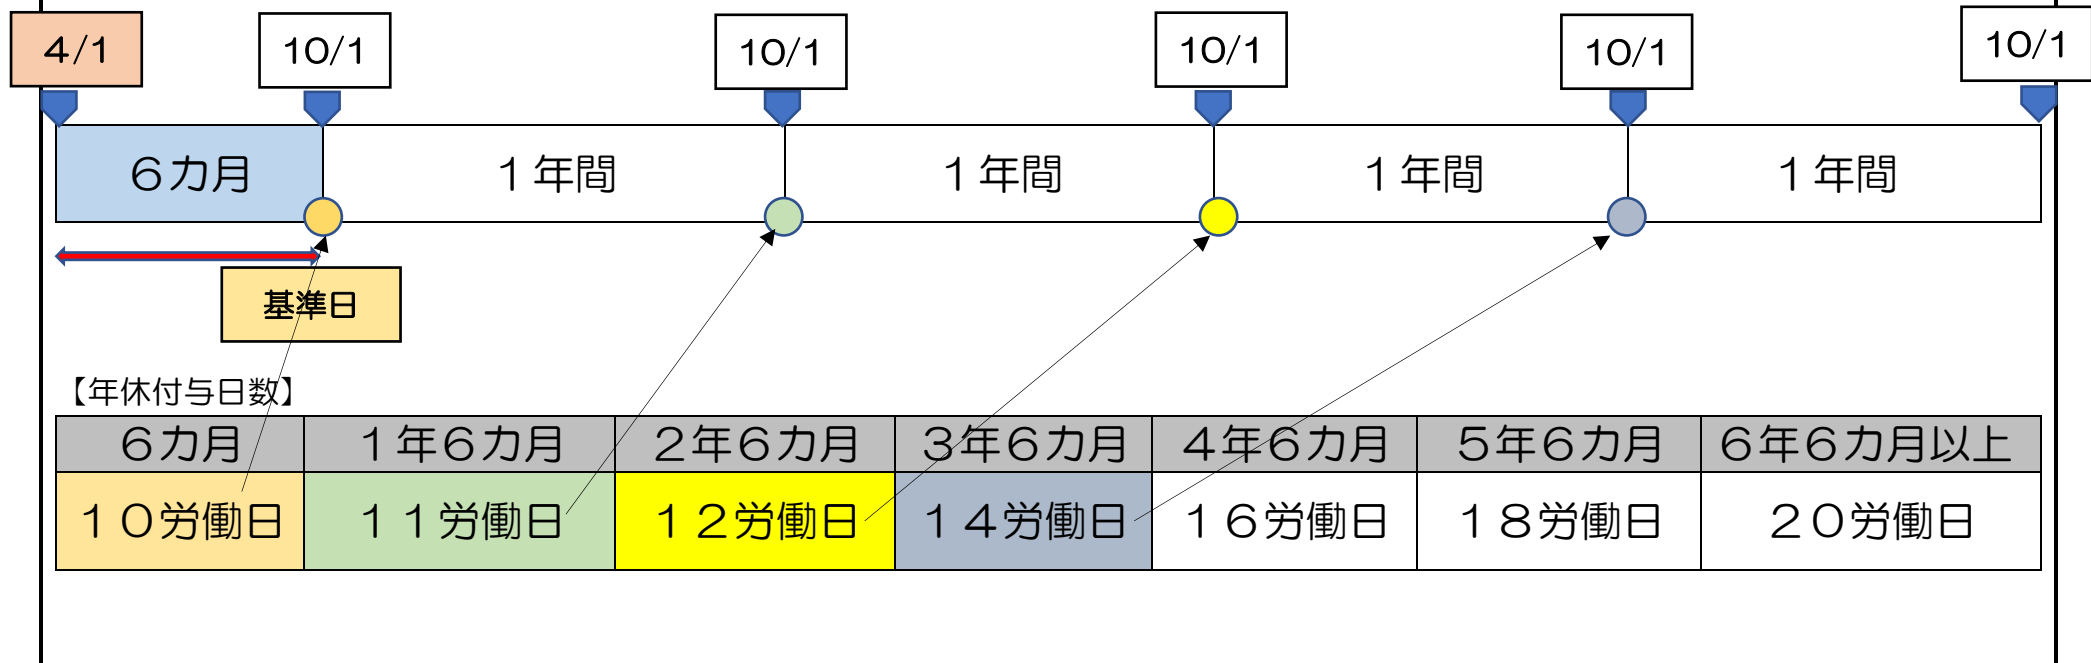 4/1 10/1 10/1 10/1 10/1 10/1
６カ月 １年間 １年間 １年間 １年間
基準日
【年休付与日数】
６カ月 １年６カ月 ２年６カ月 ３年６カ月 ４年６カ月 ５年６カ月 ６年６カ月以上
１０労働日 １１労働日 １２労働日 １４労働日 １６労働日 １８労働日 ２０労働日